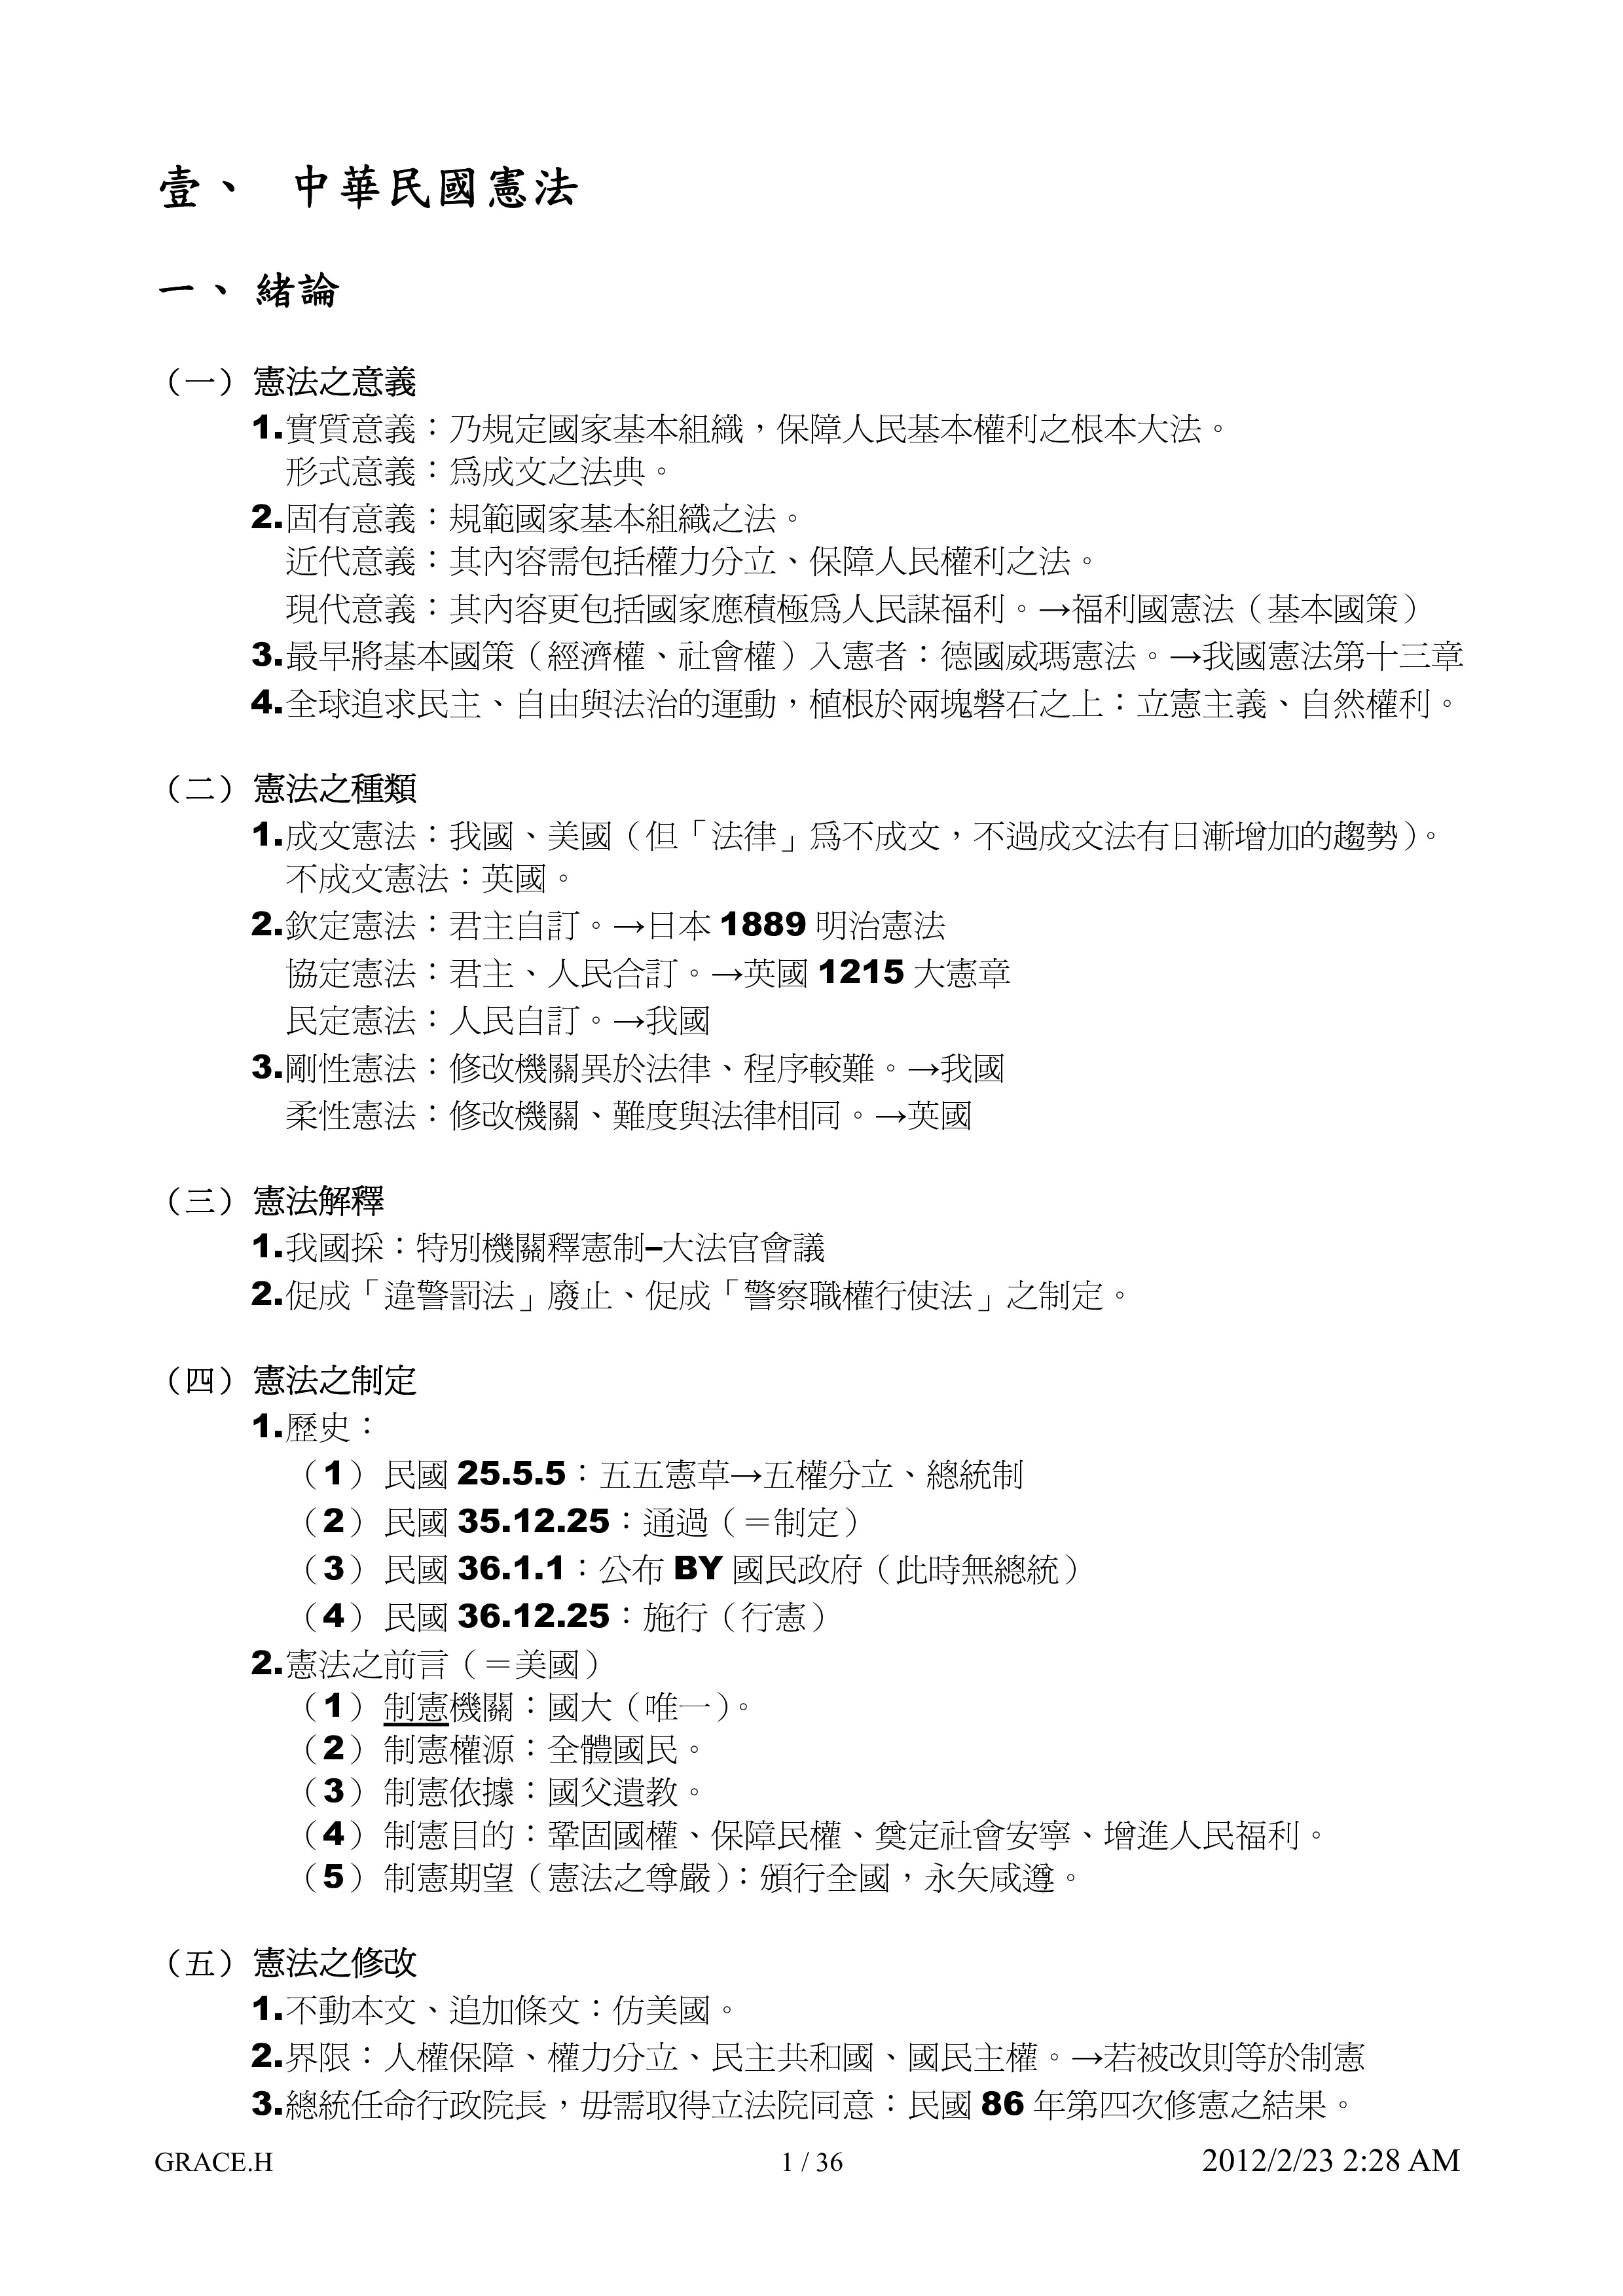 壹、 中華民國憲法
一、 緒論
（一） 憲法之意義
1.實質意義：乃規定國家基本組織，保障人民基本權利之根本大法。
形式意義：為成文之法典。
2.固有意義：規範國家基本組織之法。
近代意義：其內容需包括權力分立、保障人民權利之法。
現代意義：其內容更包括國家應積極為人民謀福利。→福利國憲法（基本國策）
3.最早將基本國策（經濟權、社會權）入憲者：德國威瑪憲法。→我國憲法第十三章
4.全球追求民主、自由與法治的運動，植根於兩塊磐石之上：立憲主義、自然權利。
（二） 憲法之種類
1.成文憲法：我國、美國（但「法律」為不成文，不過成文法有日漸增加的趨勢）。
不成文憲法：英國。
2.欽定憲法：君主自訂。→日本 1889 明治憲法
協定憲法：君主、人民合訂。→英國 1215 大憲章
民定憲法：人民自訂。→我國
3.剛性憲法：修改機關異於法律、程序較難。→我國
柔性憲法：修改機關、難度與法律相同。→英國
（三） 憲法解釋
1.我國採：特別機關釋憲制–大法官會議
2.促成「違警罰法」廢止、促成「警察職權行使法」之制定。
（四） 憲法之制定
1.歷史：
（1） 民國 25.5.5：五五憲草→五權分立、總統制
（2） 民國 35.12.25：通過（＝制定）
（3） 民國 36.1.1：公布 BY 國民政府（此時無總統）
（4） 民國 36.12.25：施行（行憲）
2.憲法之前言（＝美國）
（1） 制憲機關：國大（唯一）。
（2） 制憲權源：全體國民。
（3） 制憲依據：國父遺教。
（4） 制憲目的：鞏固國權、保障民權、奠定社會安寧、增進人民福利。
（5） 制憲期望（憲法之尊嚴）：頒行全國，永矢咸遵。
（五） 憲法之修改
1.不動本文、追加條文：仿美國。
2.界限：人權保障、權力分立、民主共和國、國民主權。→若被改則等於制憲
3.總統任命行政院長，毋需取得立法院同意：民國 86 年第四次修憲之結果。
GRACE.H 1 / 36 2012/2/23 2:28 AM